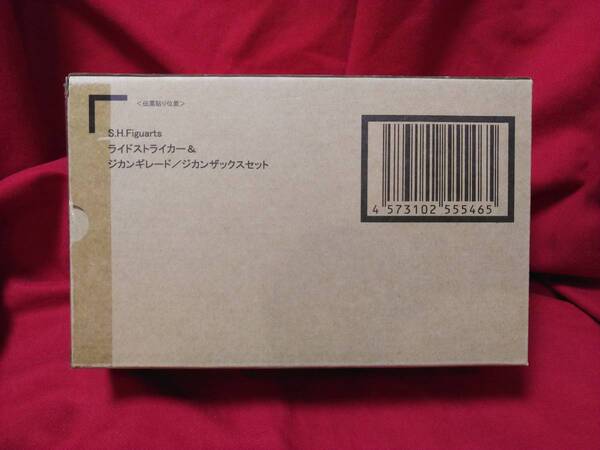 <伝票貼り位置>
S.H.Figuarts
ライドストライカー&
ジカンギレード/ジカンザックスセット
4 573102 555465